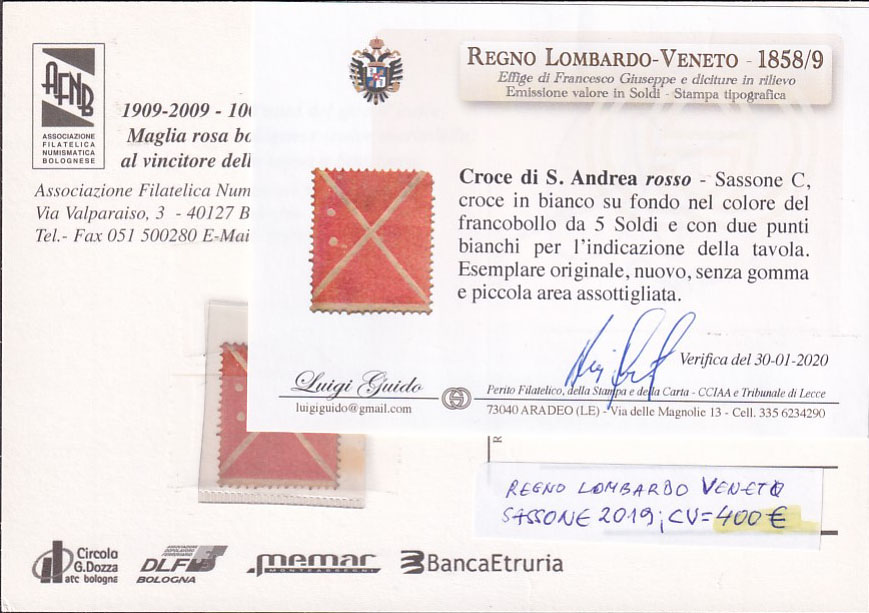 AFNB
ASSOCIAZIONE
FILATELICA
NUMISMATICA
BOLOGNESE
1909-2009 - 10
Maglia rosa bo
al vincitore dell
Associazione Filatelica Num
Via Valparaiso, 3 - 40127 B
Tel.- Fax 051 500280 E-Mai
REGNO LOMBARDO-VENETO - 1858/9
Effige di Francesco Giuseppe e diciture in rilievo
Emissione valore in Soldi - Stampa tipografica
Croce di S. Andrea rosso - Sassone C,
croce in bianco su fondo nel colore del
francobollo da 5 Soldi e con due punti
bianchi per l'indicazione della tavola.
Esemplare originale, nuovo, senza gomma
e piccola area assottigliata.
Verifica del 30-01-2020
Luigi Guido
luigiguido@gmail.com
Perito Filatelico, della Stampa e della Carta - CCIAA e Tribunale di Lecce
73040 ARADEO (LE) - Via delle Magnolie 13 - Cell. 335 6234290
R
REGNO LOMBARDO VENETO
SASSONE 2019; CV=400 €
Circolo
G.Dozza
atc bologna
DLF
BOLOGNA
memar
MONTEASSEGNI
BancaEtruria